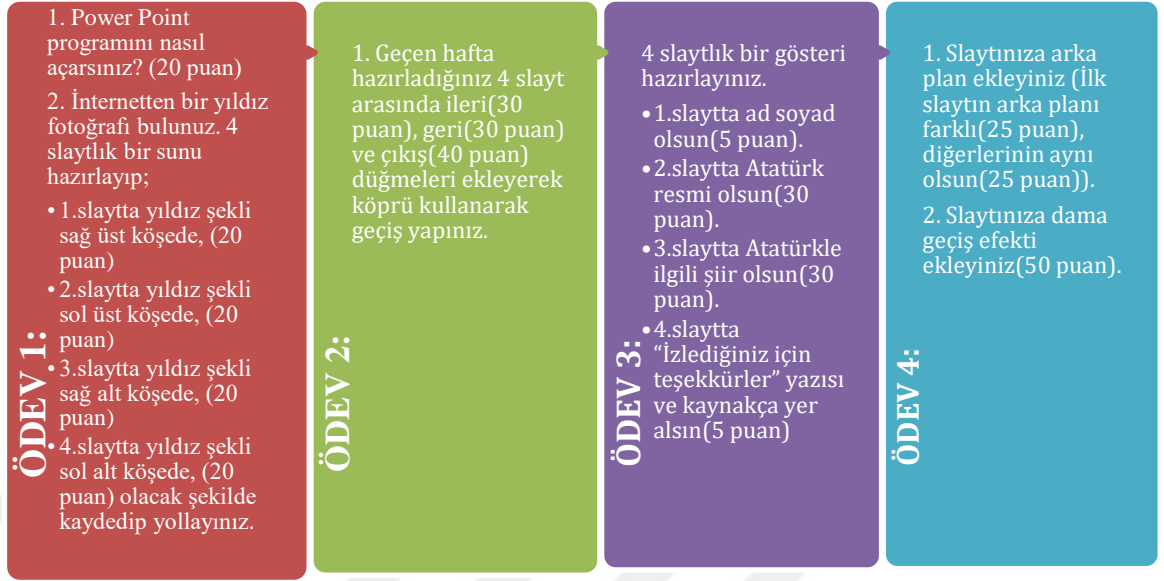 ÖDEV 1:
1. Power Point
programını nasıl
açarsınız? (20 puan)
2. İnternetten bir yıldız
fotoğrafı bulunuz. 4
slaytlık bir sunu
hazırlayıp;
• 1.slaytta yıldız şekli
sağ üst köşede, (20
puan)
• 2.slaytta yıldız şekli
sol üst köşede, (20
puan)
• 3.slaytta yıldız şekli
sağ alt köşede, (20
puan)
• 4.slaytta yıldız şekli
sol alt köşede, (20
puan) olacak şekilde
kaydedip yollayınız.
ÖDEV 2:
1. Geçen hafta
hazırladığınız 4 slayt
arasında ileri(30
puan), geri(30 puan)
ve çıkış(40 puan)
düğmeleri ekleyerek
köprü kullanarak
geçiş yapınız.
ÖDEV 3:
4 slaytlık bir gösteri
hazırlayınız.
•1.slaytta ad soyad
olsun(5 puan).
•2.slaytta Atatürk
resmi olsun(30
puan).
•3.slaytta Atatürkle
ilgili şiir olsun(30
puan).
•4.slaytta
“İzlediğiniz için
teşekkürler” yazısı
ve kaynakça yer
alsın(5 puan)
ÖDEV 4:
1. Slaytınıza arka
plan ekleyiniz (İlk
slaytın arka planı
farklı(25 puan),
diğerlerinin aynı
olsun(25 puan)).
2. Slaytınıza dama
geçiş efekti
ekleyiniz(50 puan).